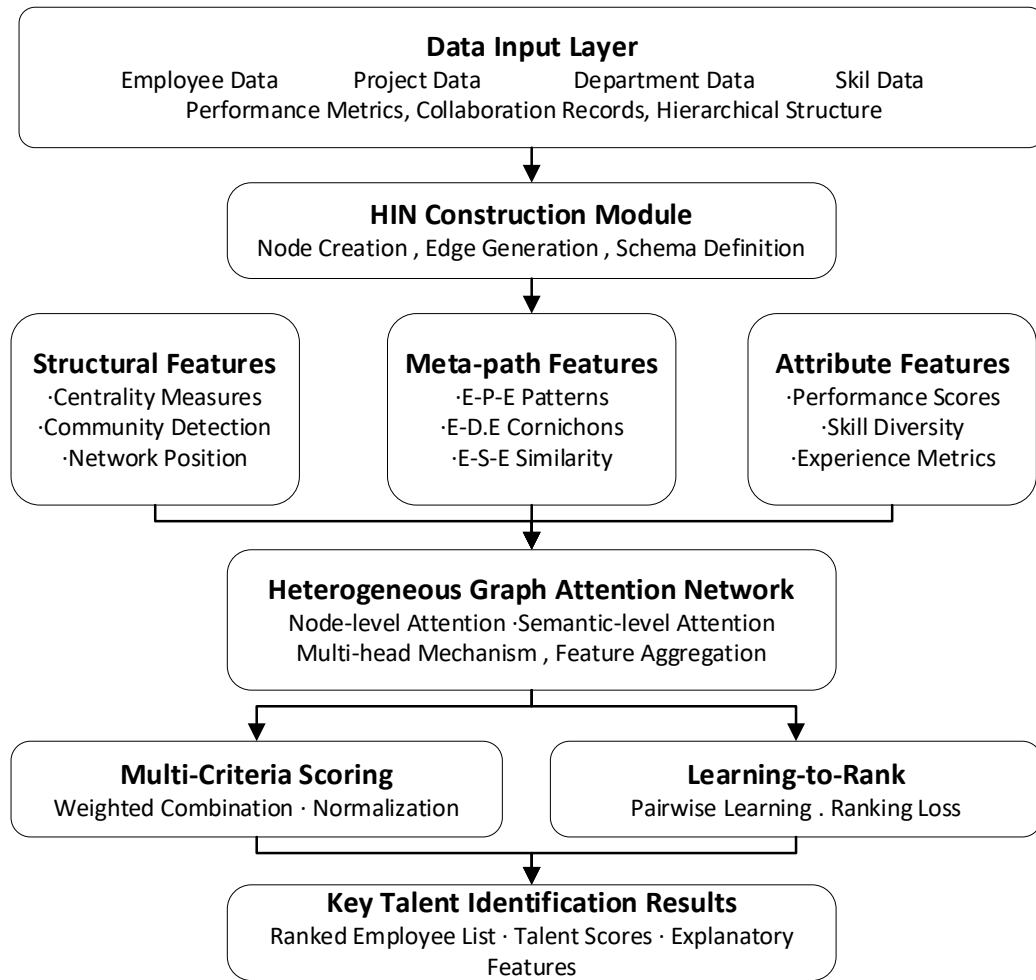 Data Input Layer
Employee Data Project Data Department Data Skil Data
Performance Metrics, Collaboration Records, Hierarchical Structure
HIN Construction Module
Node Creation , Edge Generation , Schema Definition
Structural Features
·Centrality Measures
·Community Detection
·Network Position
Meta-path Features
·E-P-E Patterns
·E-D.E Cornichons
·E-S-E Similarity
Attribute Features
·Performance Scores
·Skill Diversity
·Experience Metrics
Heterogeneous Graph Attention Network
Node-level Attention ·Semantic-level Attention
Multi-head Mechanism , Feature Aggregation
Multi-Criteria Scoring
Weighted Combination · Normalization
Learning-to-Rank
Pairwise Learning . Ranking Loss
Key Talent Identification Results
Ranked Employee List · Talent Scores · Explanatory
Features